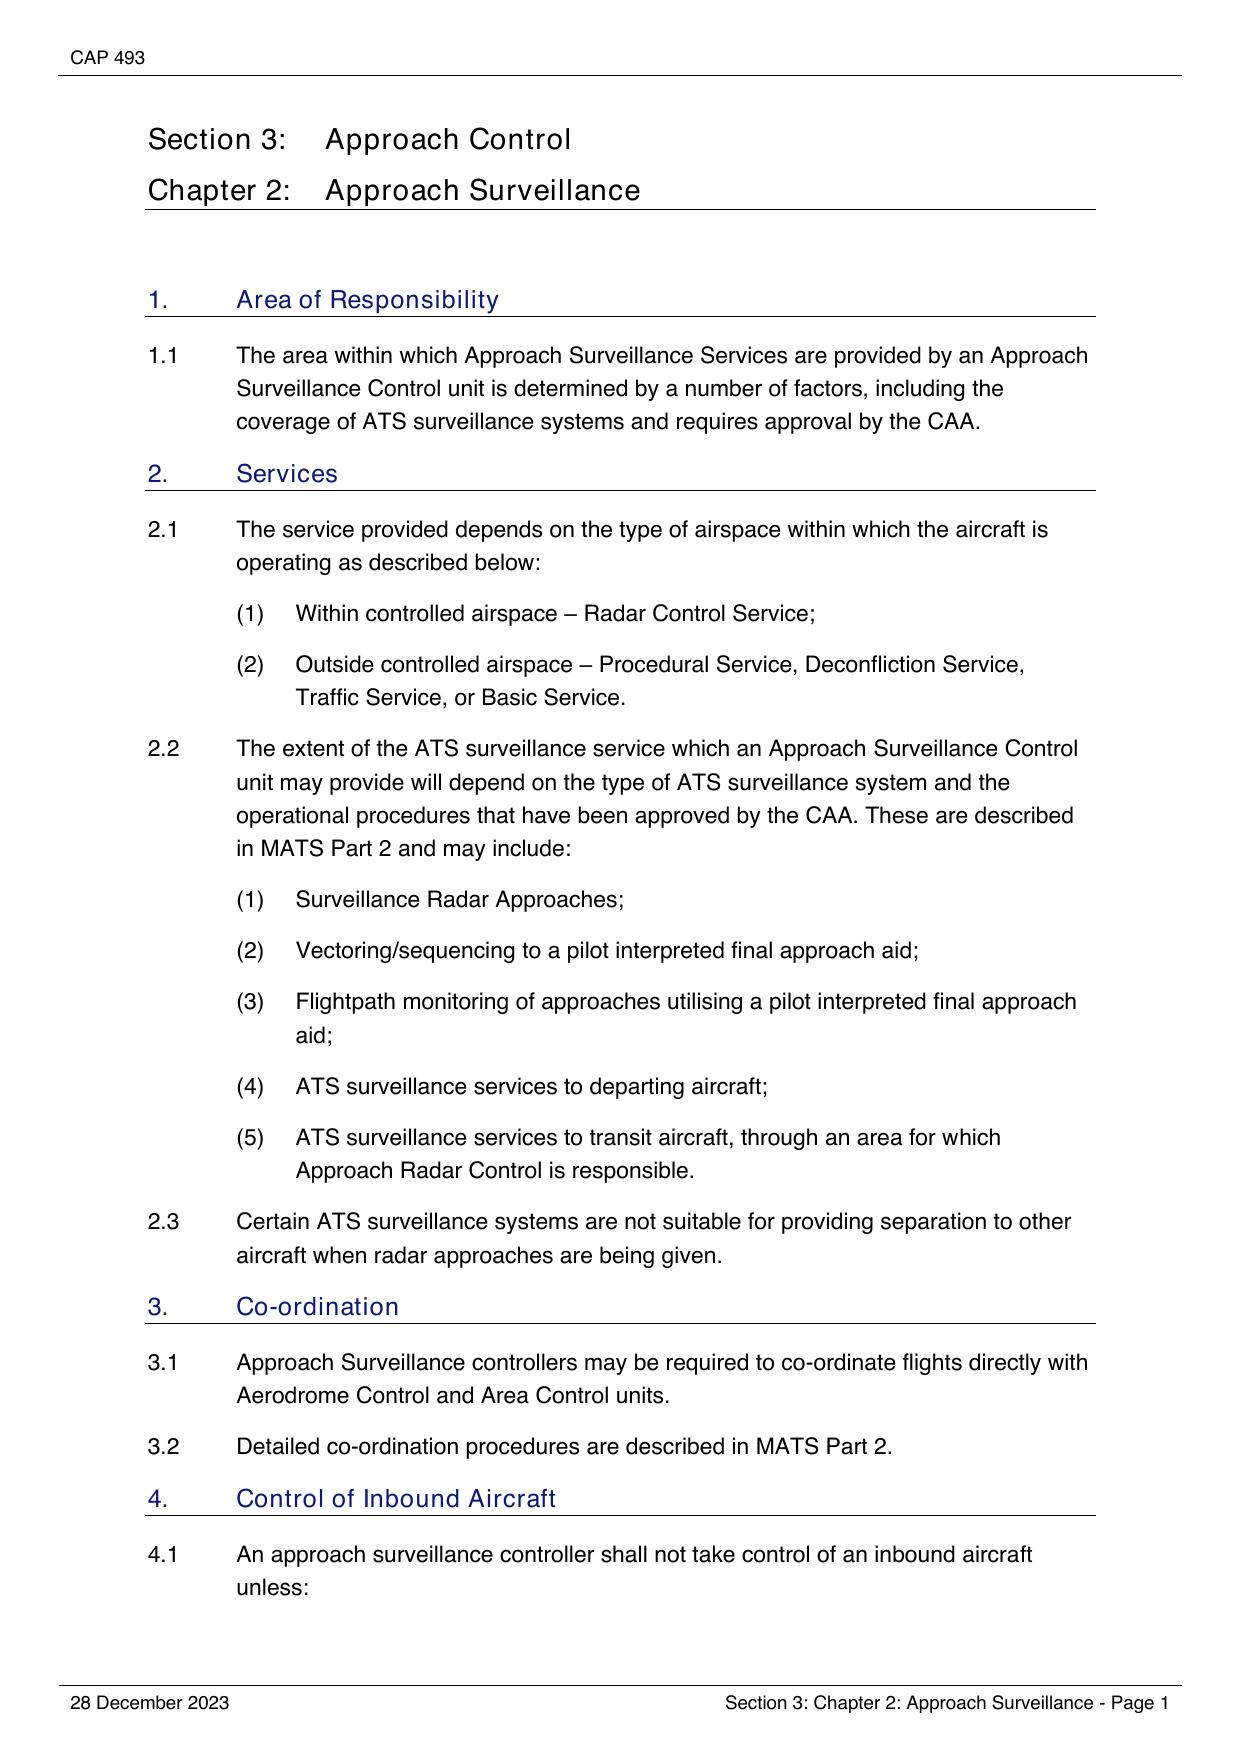 CAP 493
Section 3: Approach Control
Chapter 2: Approach Surveillance
1. Area of Responsibility
1.1 The area within which Approach Surveillance Services are provided by an Approach
Surveillance Control unit is determined by a number of factors, including the
coverage of ATS surveillance systems and requires approval by the CAA.
2. Services
2.1 The service provided depends on the type of airspace within which the aircraft is
operating as described below:
(1) Within controlled airspace – Radar Control Service;
(2) Outside controlled airspace – Procedural Service, Deconfliction Service,
Traffic Service, or Basic Service.
2.2 The extent of the ATS surveillance service which an Approach Surveillance Control
unit may provide will depend on the type of ATS surveillance system and the
operational procedures that have been approved by the CAA. These are described
in MATS Part 2 and may include:
(1) Surveillance Radar Approaches;
(2) Vectoring/sequencing to a pilot interpreted final approach aid;
(3) Flightpath monitoring of approaches utilising a pilot interpreted final approach
aid;
(4) ATS surveillance services to departing aircraft;
(5) ATS surveillance services to transit aircraft, through an area for which
Approach Radar Control is responsible.
2.3 Certain ATS surveillance systems are not suitable for providing separation to other
aircraft when radar approaches are being given.
3. Co-ordination
3.1 Approach Surveillance controllers may be required to co-ordinate flights directly with
Aerodrome Control and Area Control units.
3.2 Detailed co-ordination procedures are described in MATS Part 2.
4. Control of Inbound Aircraft
4.1 An approach surveillance controller shall not take control of an inbound aircraft
unless:
28 December 2023 Section 3: Chapter 2: Approach Surveillance - Page 1